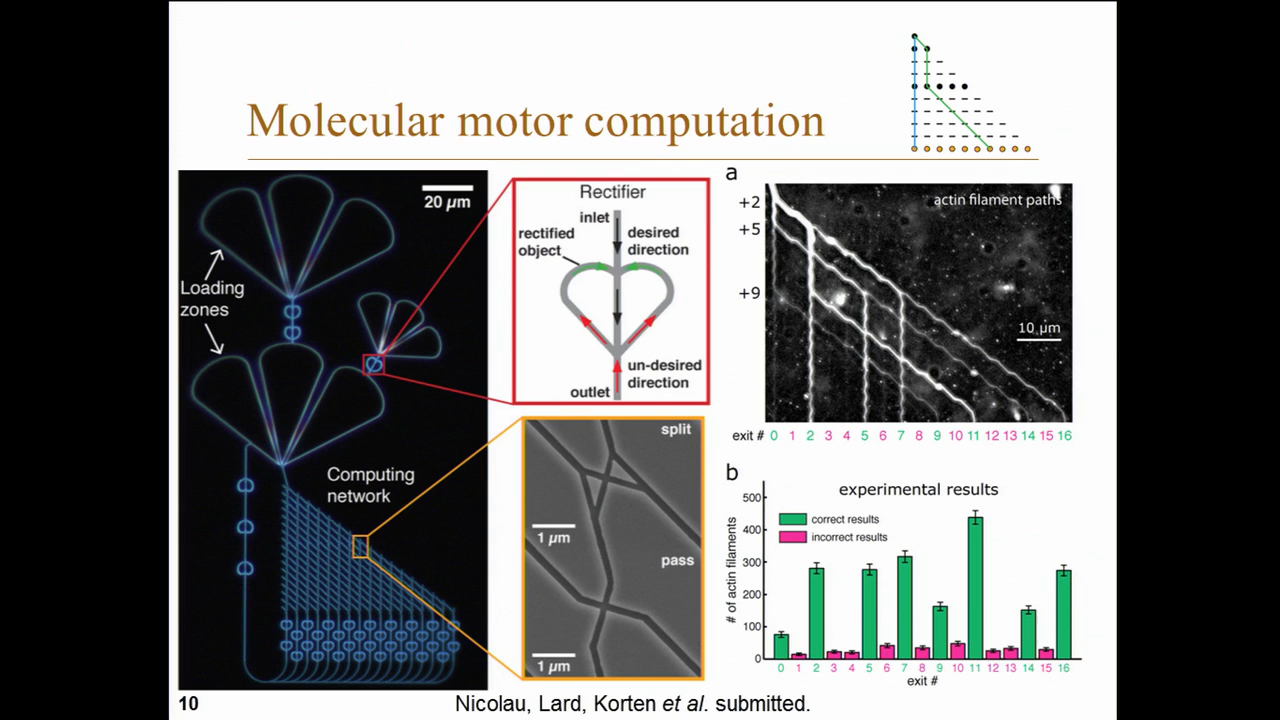 Molecular motor computation
20 µm
Loading
zones
Computing
network
Rectifier
inlet
rectified
object
desired
direction
un-desired
direction
outlet
split
1 µm
pass
1 µm
a
actin filament paths
+2
+5
+9
10 µm
exit # 0 1 2 3 4 5 6 7 8 9 10 11 12 13 14 15 16
b
experimental results
correct results
incorrect results
# of actin filaments
500
400
300
200
100
0
0 1 2 3 4 5 6 7 8 9 10 11 12 13 14 15 16
exit #
10
Nicolau, Lard, Korten et al. submitted.